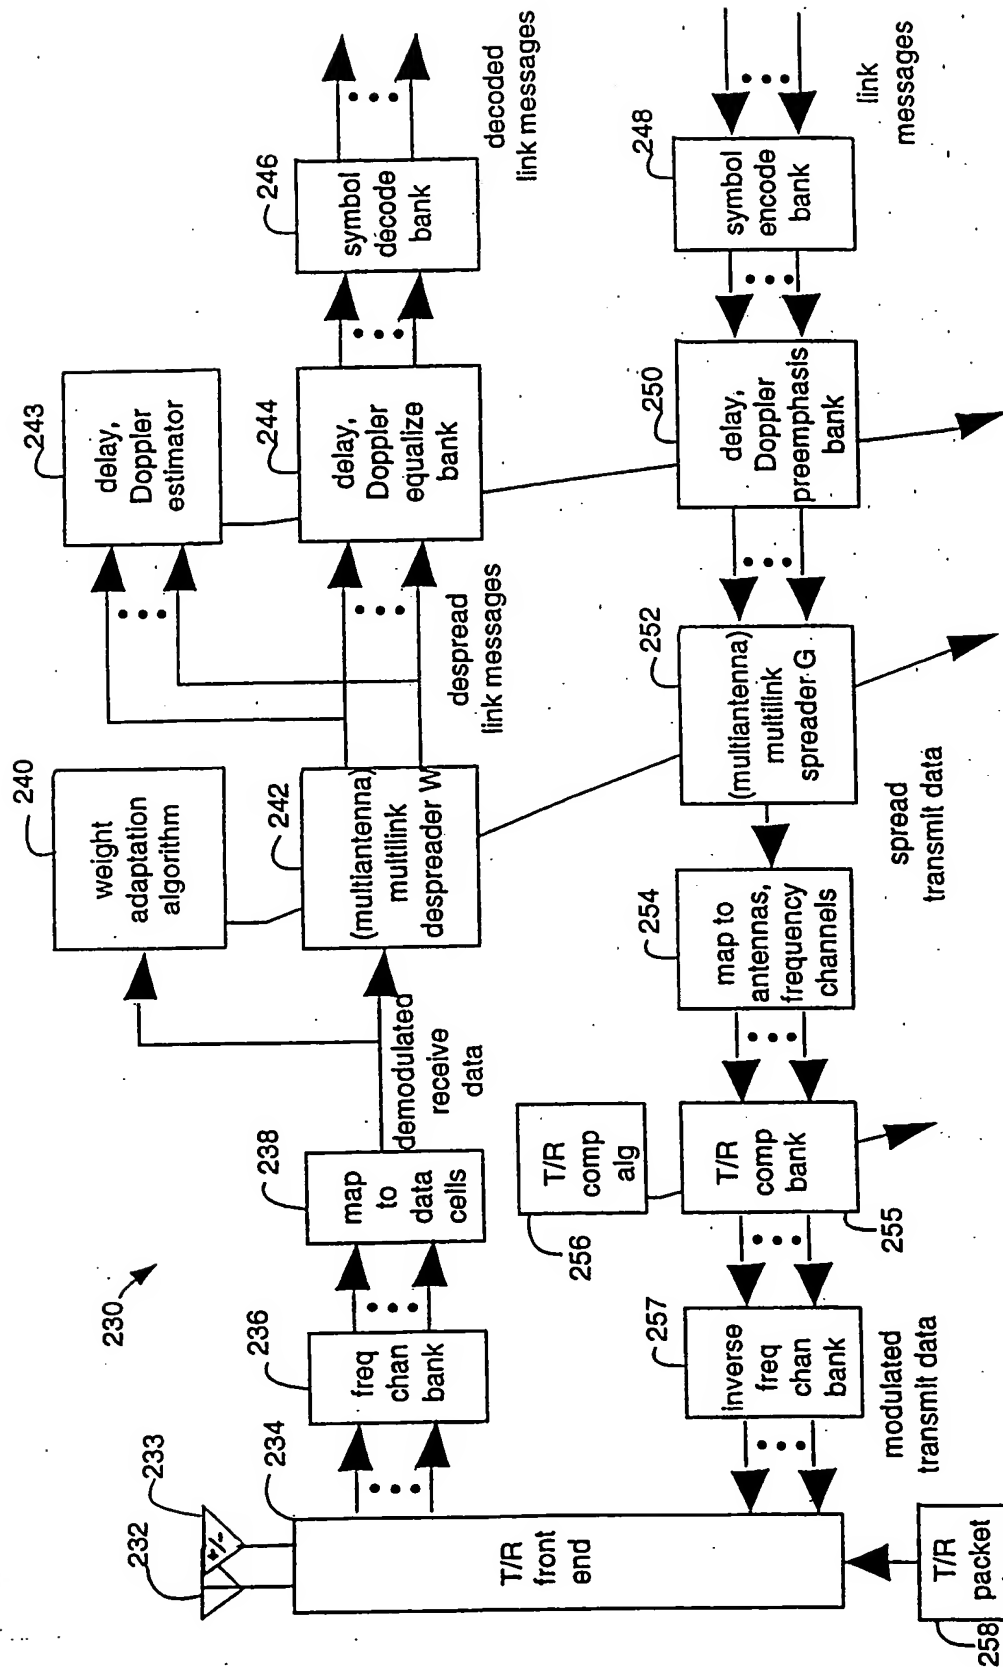 230
232
233
+/-
234
T/R
front
end
236
freq
chan
bank
238
map
to
data
cells
demodulated
receive
data
240
weight
adaptation
algorithm
242
(multiantenna)
multilink
despreader W
despread
link messages
243
delay,
Doppler
estimator
244
delay,
Doppler
equalize
bank
246
symbol
decode
bank
decoded
link messages
258
T/R
packet
257
inverse
freq
chan
bank
modulated
transmit data
256
T/R
comp
alg
T/R
comp
bank
255
254
map to
antennas,
frequency
channels
spread
transmit data
252
(multiantenna)
multilink
spreader G
250
delay,
Doppler
preemphasis
bank
248
symbol
encode
bank
link
messages